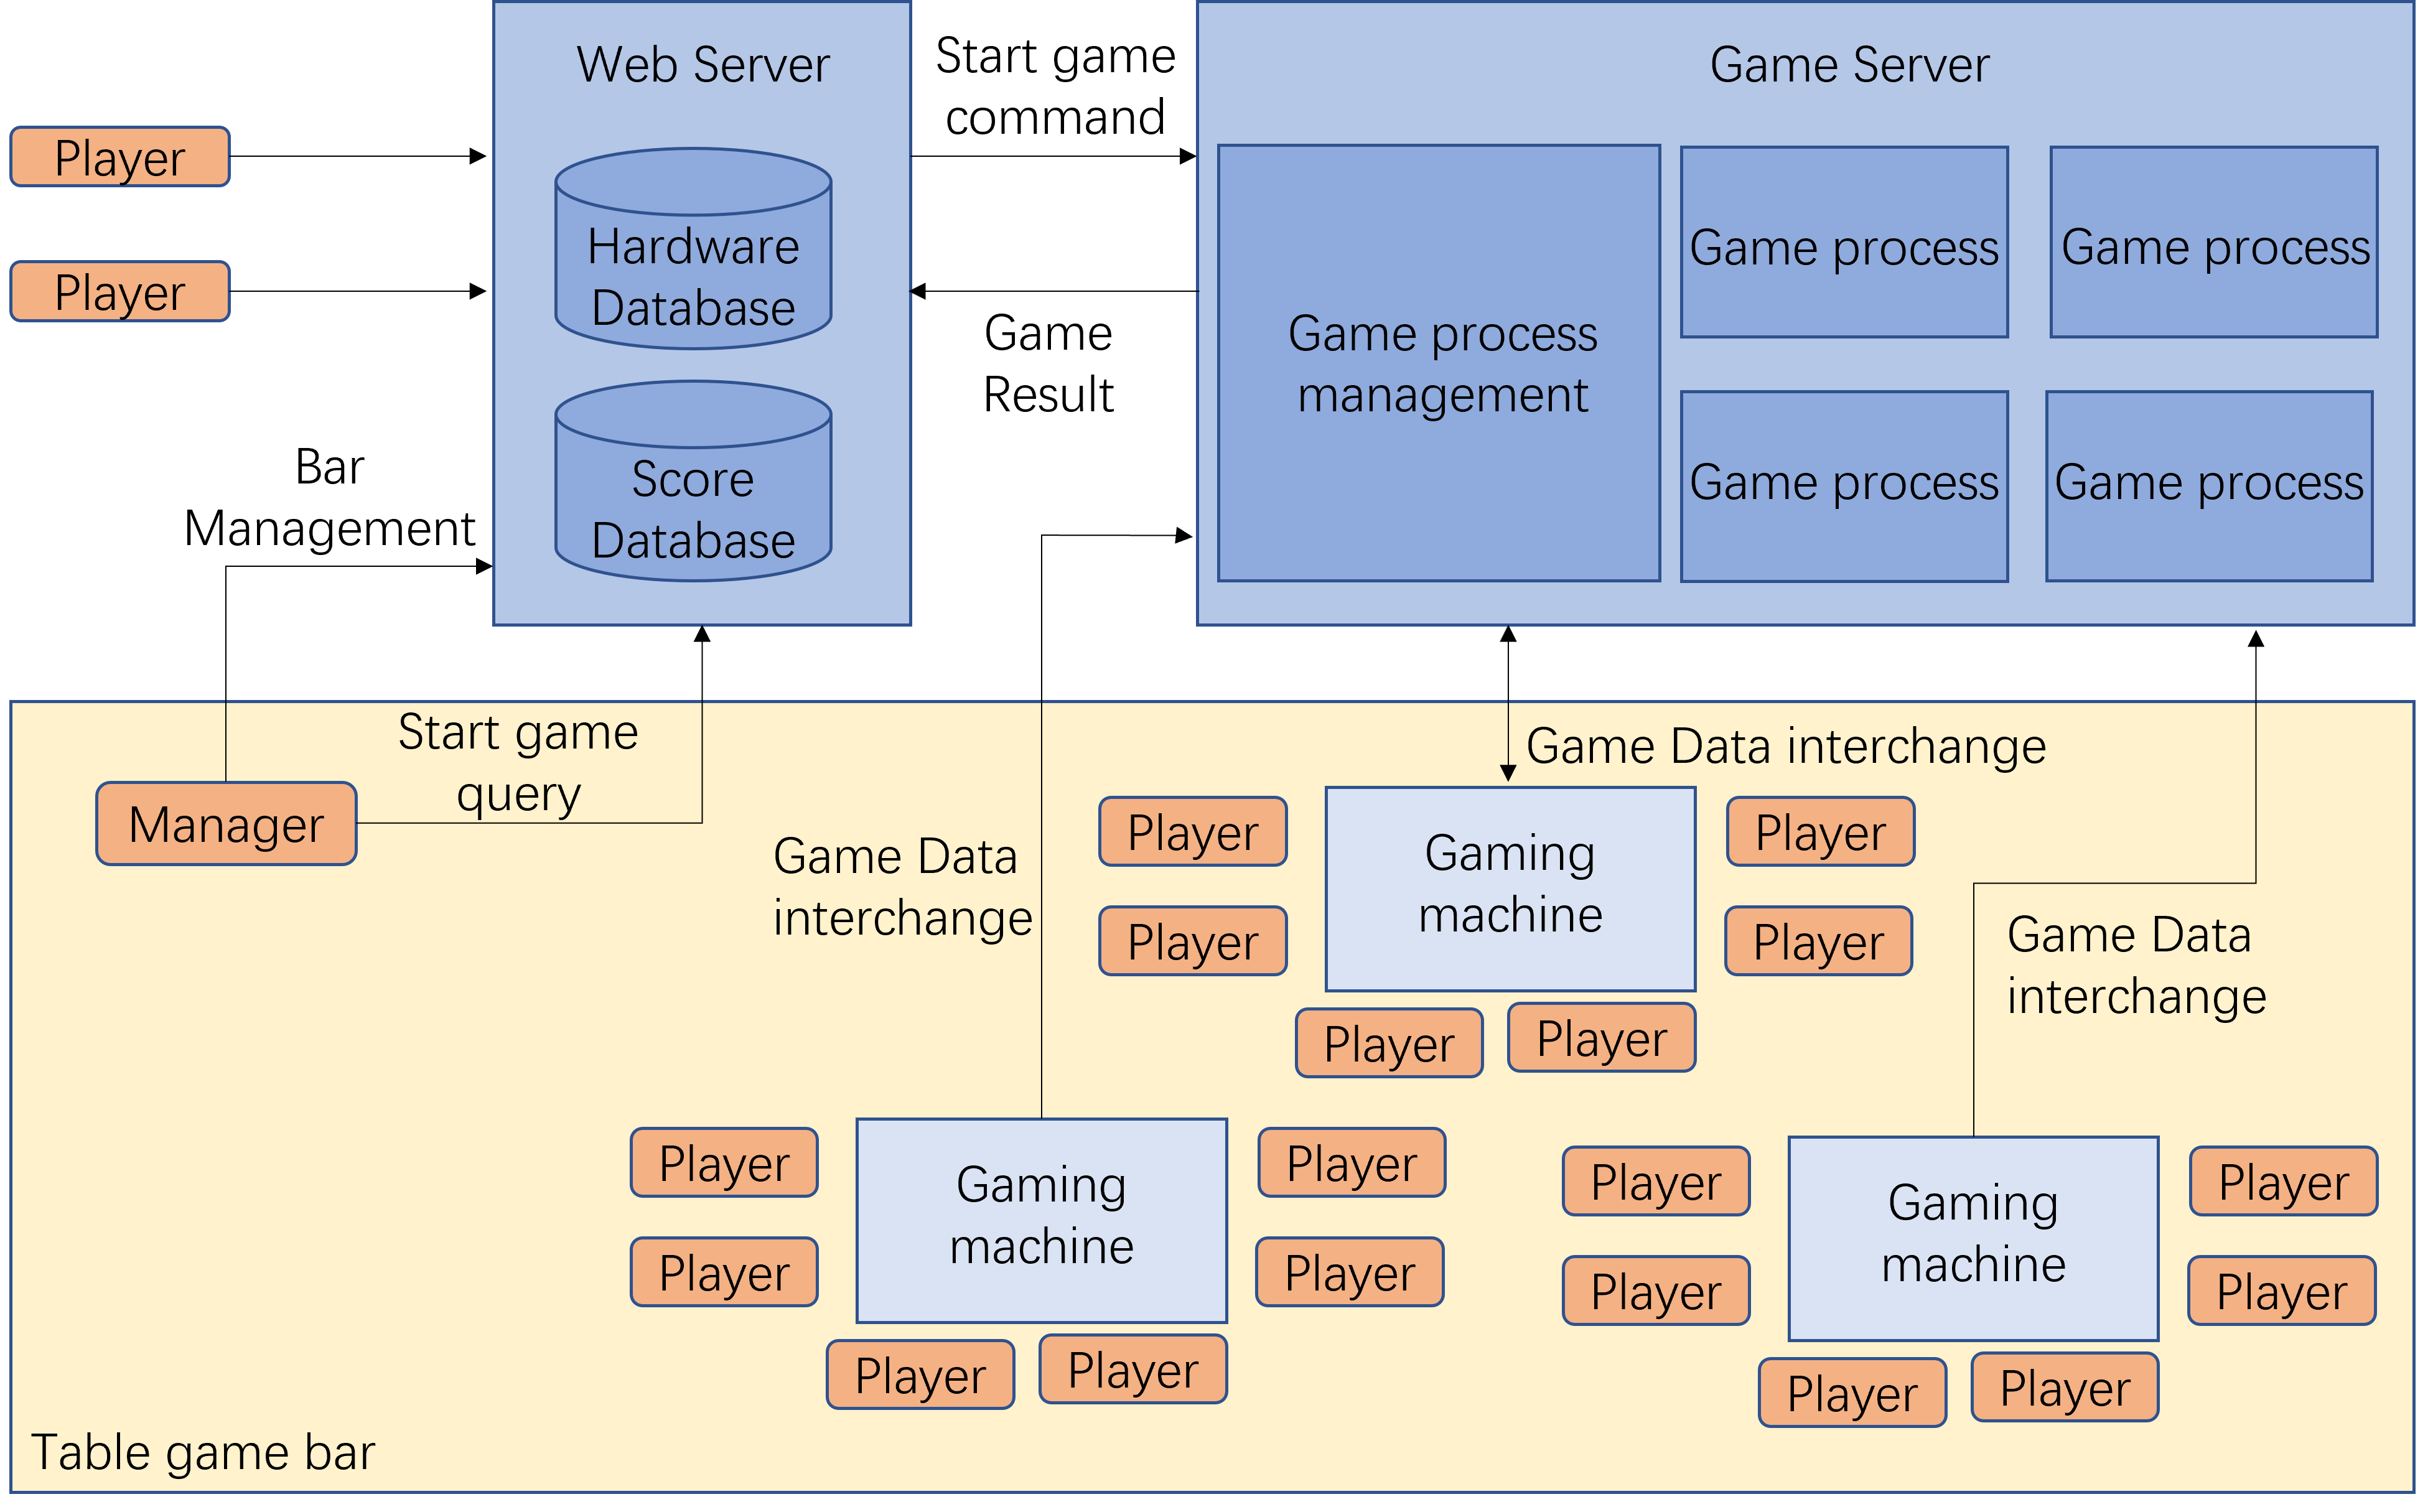 Web Server
Start game
command
Game Server
Player
Player
Hardware
Database
Score
Database
Game
Result
Game process
management
Game process
Game process
Game process
Game process
Bar
Management
Start game
query
Manager
Game Data
interchange
Game Data interchange
Game Data
interchange
Player
Player
Gaming
machine
Player
Player
Player
Player
Player
Player
Gaming
machine
Player
Player
Player
Player
Player
Player
Gaming
machine
Player
Player
Player
Player
Table game bar